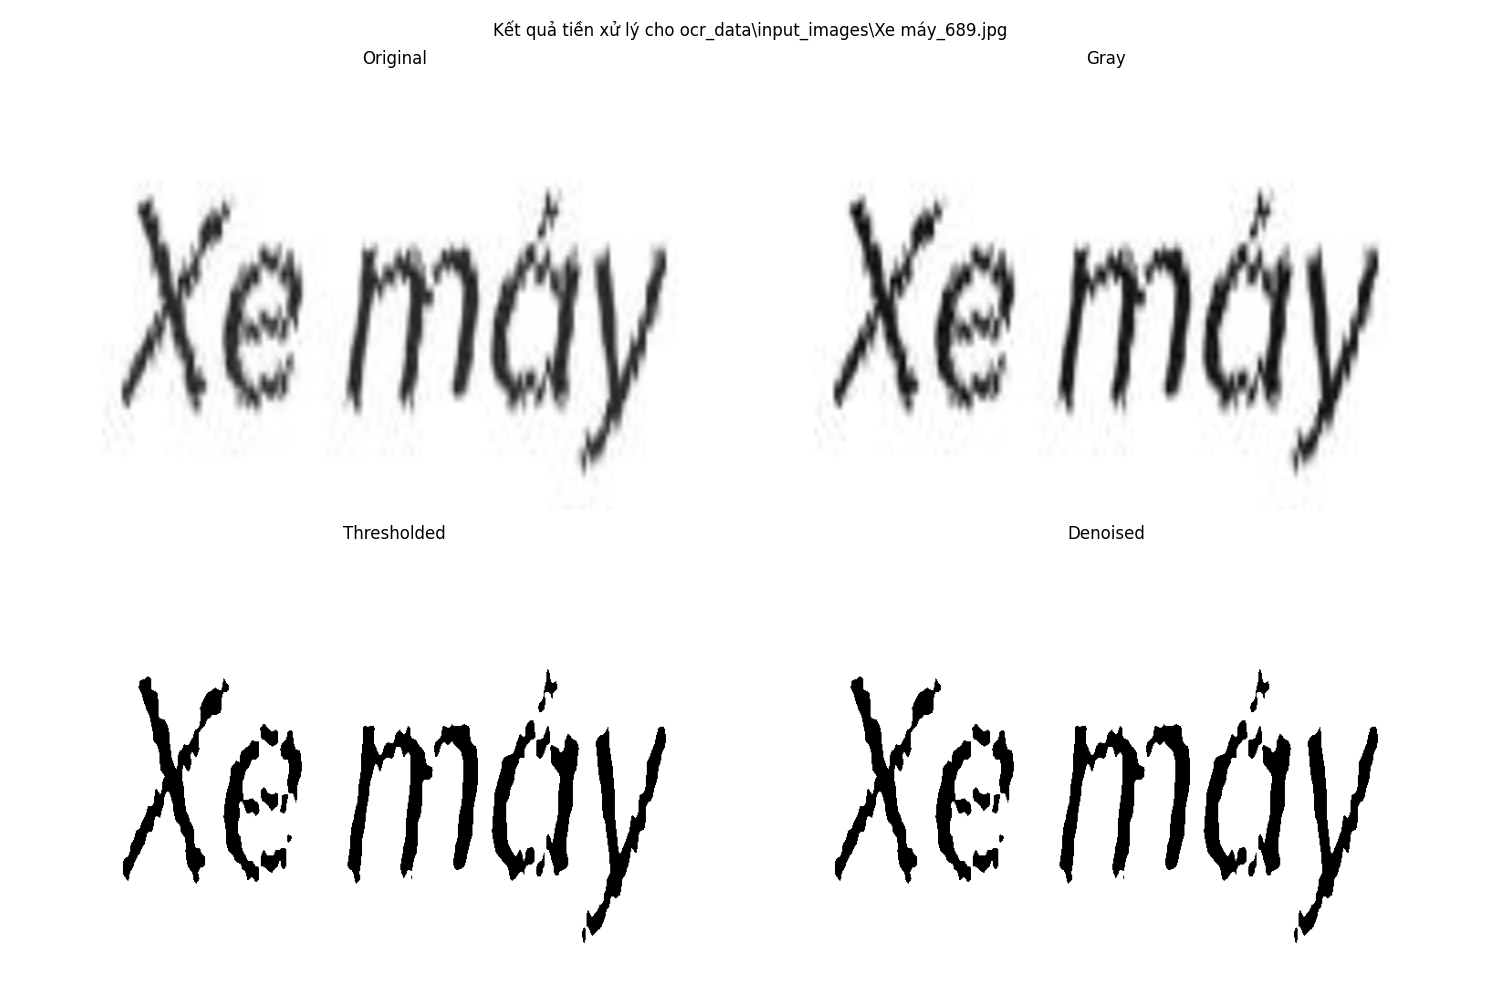 Kết quả tiền xử lý cho ocr_data\input_images\Xe máy_689.jpg
Original
Gray
Xe máy
Xe máy
Thresholded
Denoised
Xe máy
Xe máy